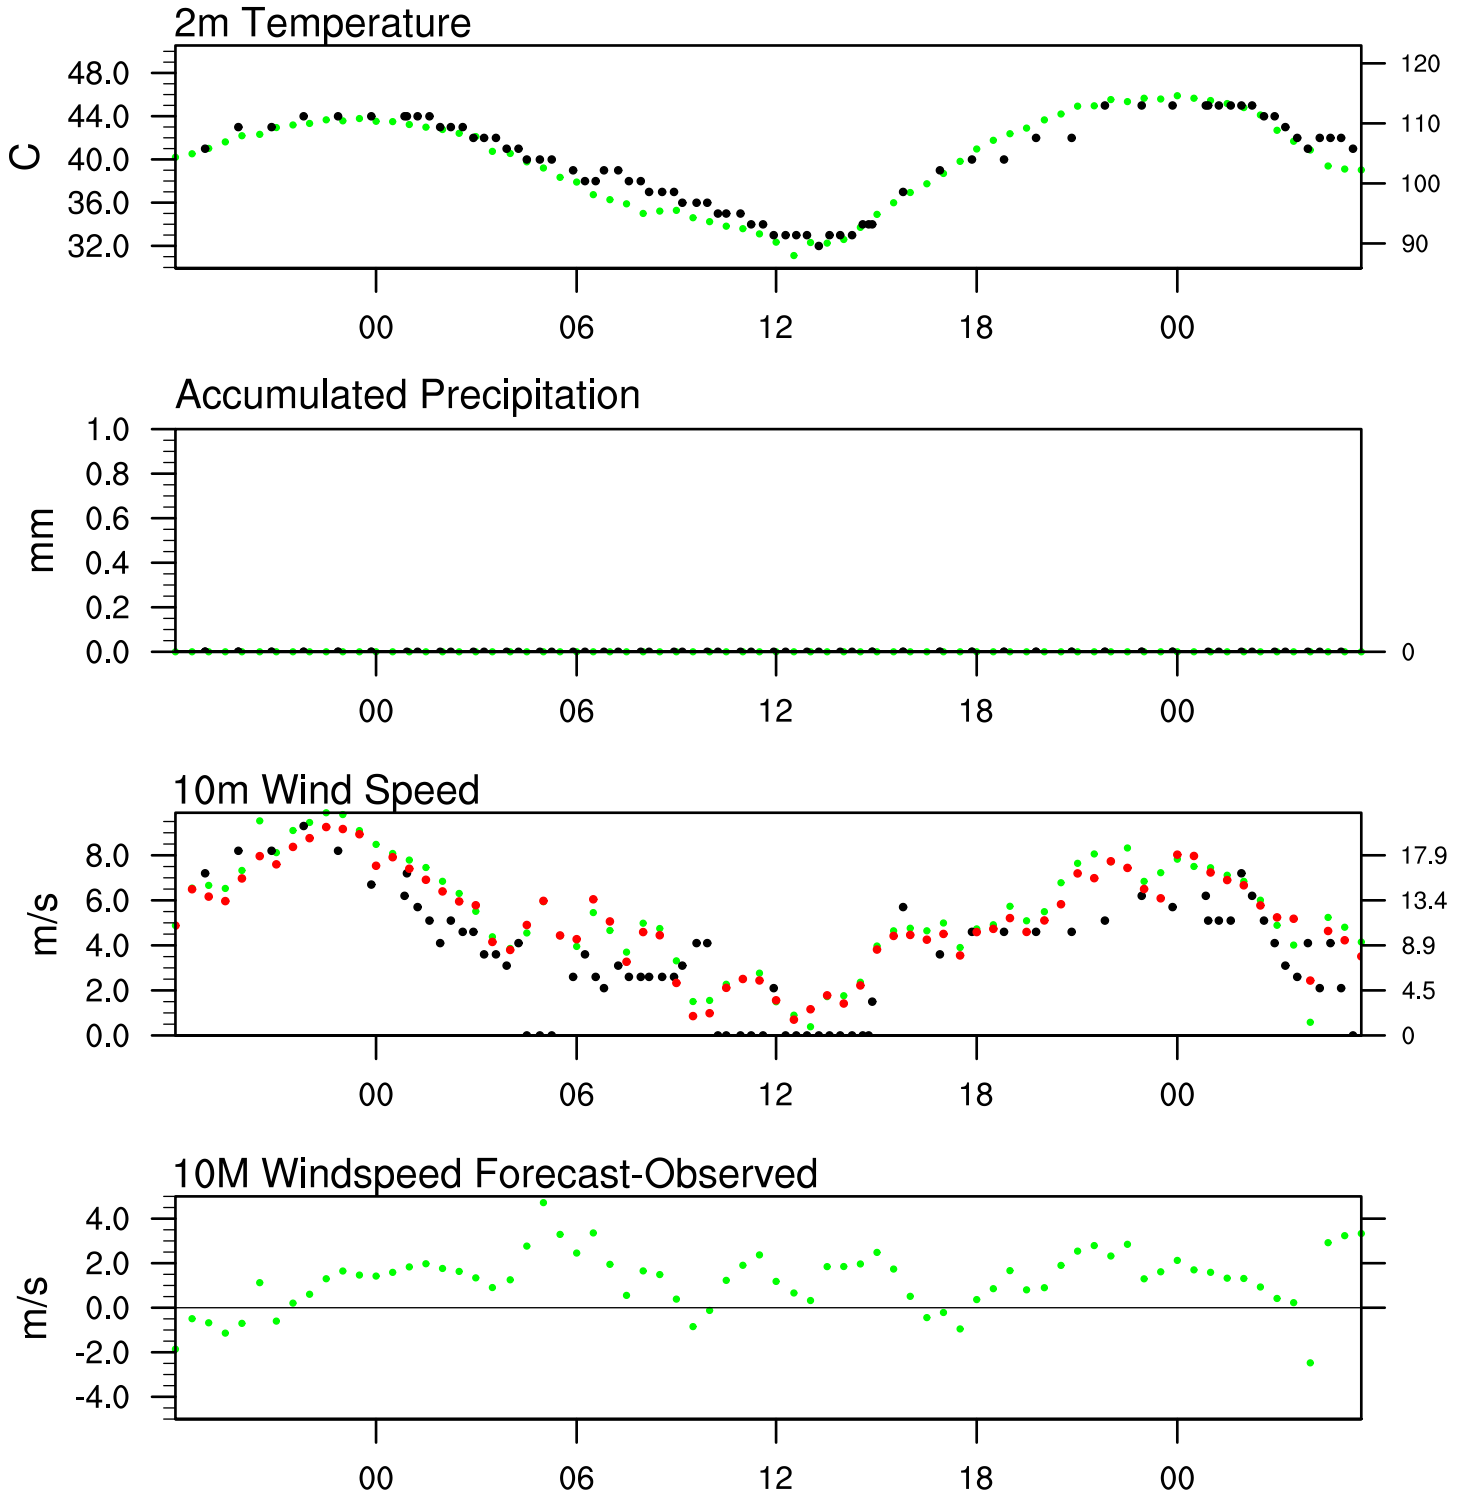 2m Temperature
48.0
44.0
40.0
36.0
32.0
C
120
110
100
90
00 06 12 18 00
Accumulated Precipitation
1.0
0.8
0.6
0.4
0.2
0.0
mm
0
00 06 12 18 00
10m Wind Speed
8.0
6.0
4.0
2.0
0.0
m/s
17.9
13.4
8.9
4.5
0
00 06 12 18 00
10M Windspeed Forecast-Observed
4.0
2.0
0.0
-2.0
-4.0
m/s
00 06 12 18 00